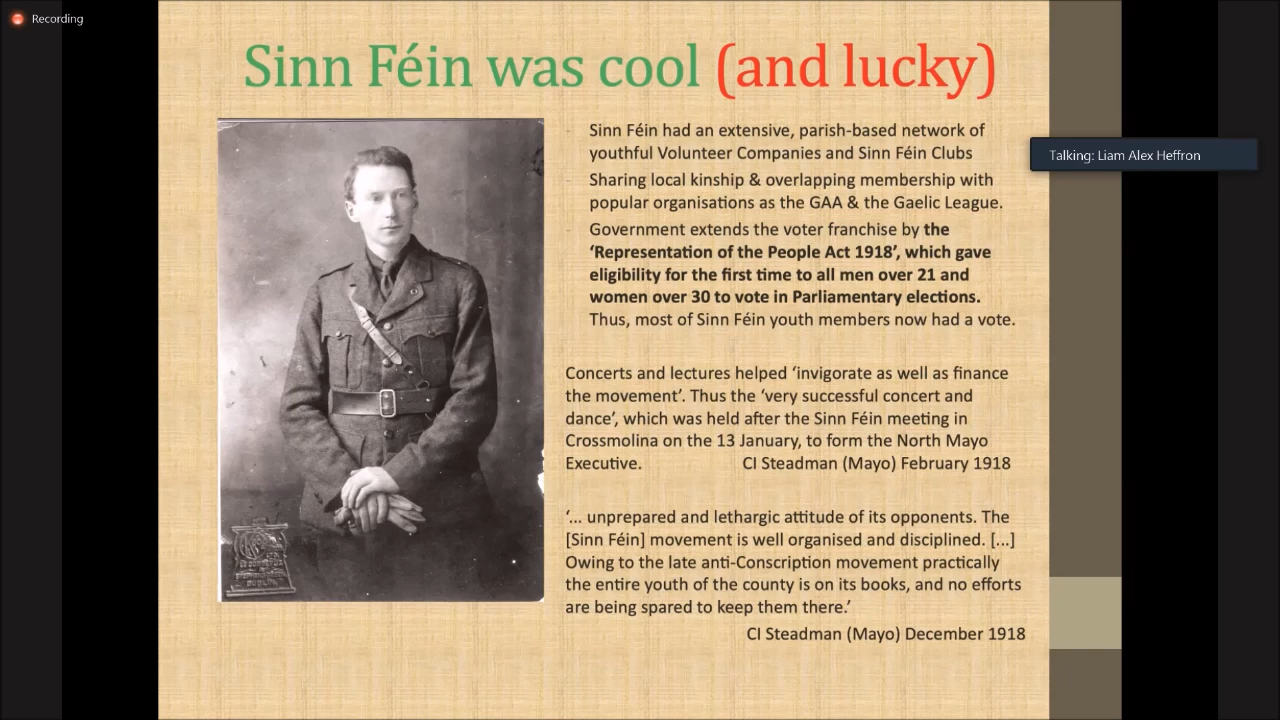 Recording
Sinn Féin was cool (and lucky)
Talking: Liam Alex Heffron
Sinn Féin had an extensive, parish-based network of
youthful Volunteer Companies and Sinn Féin Clubs
Sharing local kinship & overlapping membership with
popular organisations as the GAA & the Gaelic League.
Government extends the voter franchise by the
‘Representation of the People Act 1918’, which gave
eligibility for the first time to all men over 21 and
women over 30 to vote in Parliamentary elections.
Thus, most of Sinn Féin youth members now had a vote.
Concerts and lectures helped ‘invigorate as well as finance
the movement’. Thus the ‘very successful concert and
dance’, which was held after the Sinn Féin meeting in
Crossmolina on the 13 January, to form the North Mayo
Executive. CI Steadman (Mayo) February 1918
‘... unprepared and lethargic attitude of its opponents. The
[Sinn Féin] movement is well organised and disciplined. [...]
Owing to the late anti-Conscription movement practically
the entire youth of the county is on its books, and no efforts
are being spared to keep them there.’
CI Steadman (Mayo) December 1918